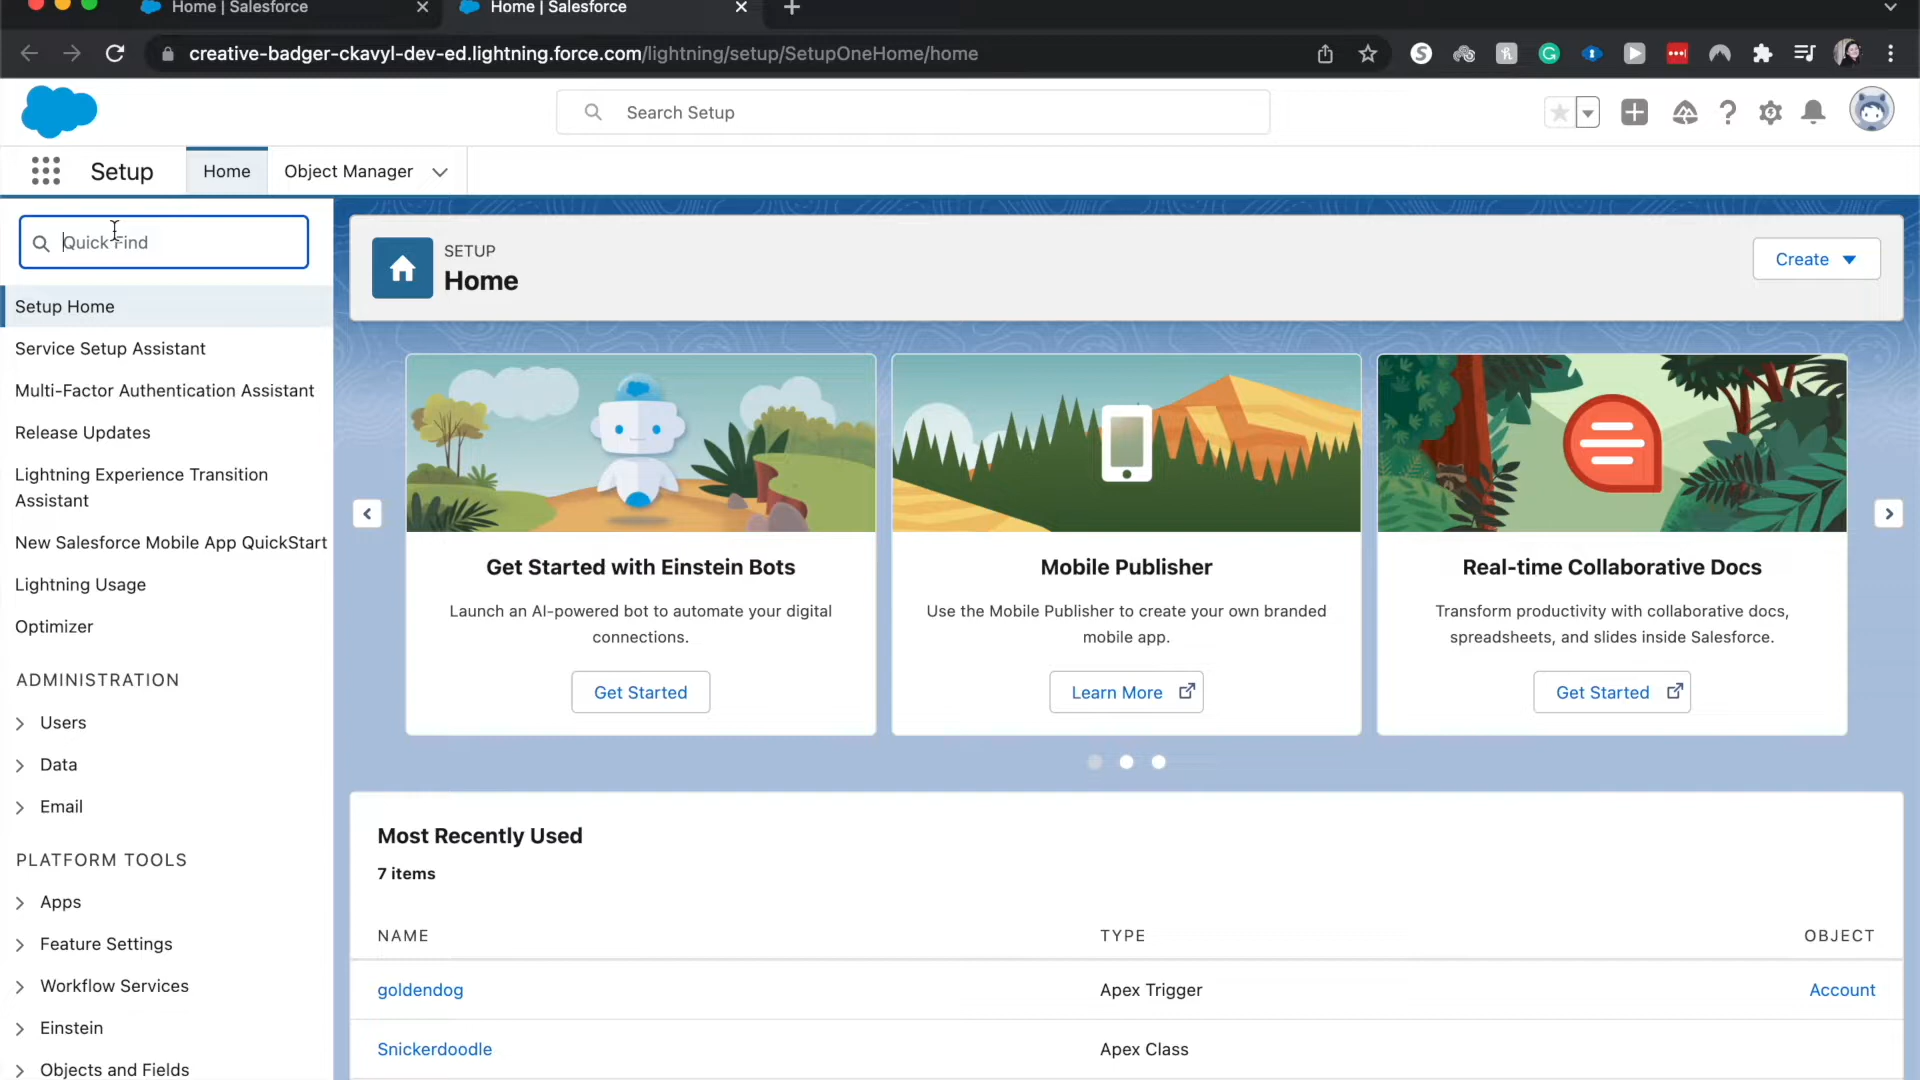 Home | Salesforce
Home | Salesforce
creative-badger-ckavyl-dev-ed.lightning.force.com/lightning/setup/SetupOneHome/home
Search Setup
Setup
Home
Object Manager
Quick Find
Setup Home
Service Setup Assistant
Multi-Factor Authentication Assistant
Release Updates
Lightning Experience Transition
Assistant
New Salesforce Mobile App QuickStart
Lightning Usage
Optimizer
ADMINISTRATION
Users
Data
Email
PLATFORM TOOLS
Apps
Feature Settings
Workflow Services
Einstein
Objects and Fields
SETUP
Home
Create
Get Started with Einstein Bots
Launch an AI-powered bot to automate your digital
connections.
Get Started
Mobile Publisher
Use the Mobile Publisher to create your own branded
mobile app.
Learn More
Real-time Collaborative Docs
Transform productivity with collaborative docs,
spreadsheets, and slides inside Salesforce.
Get Started
Most Recently Used
7 items
NAME TYPE OBJECT
goldendog Apex Trigger Account
Snickerdoodle Apex Class